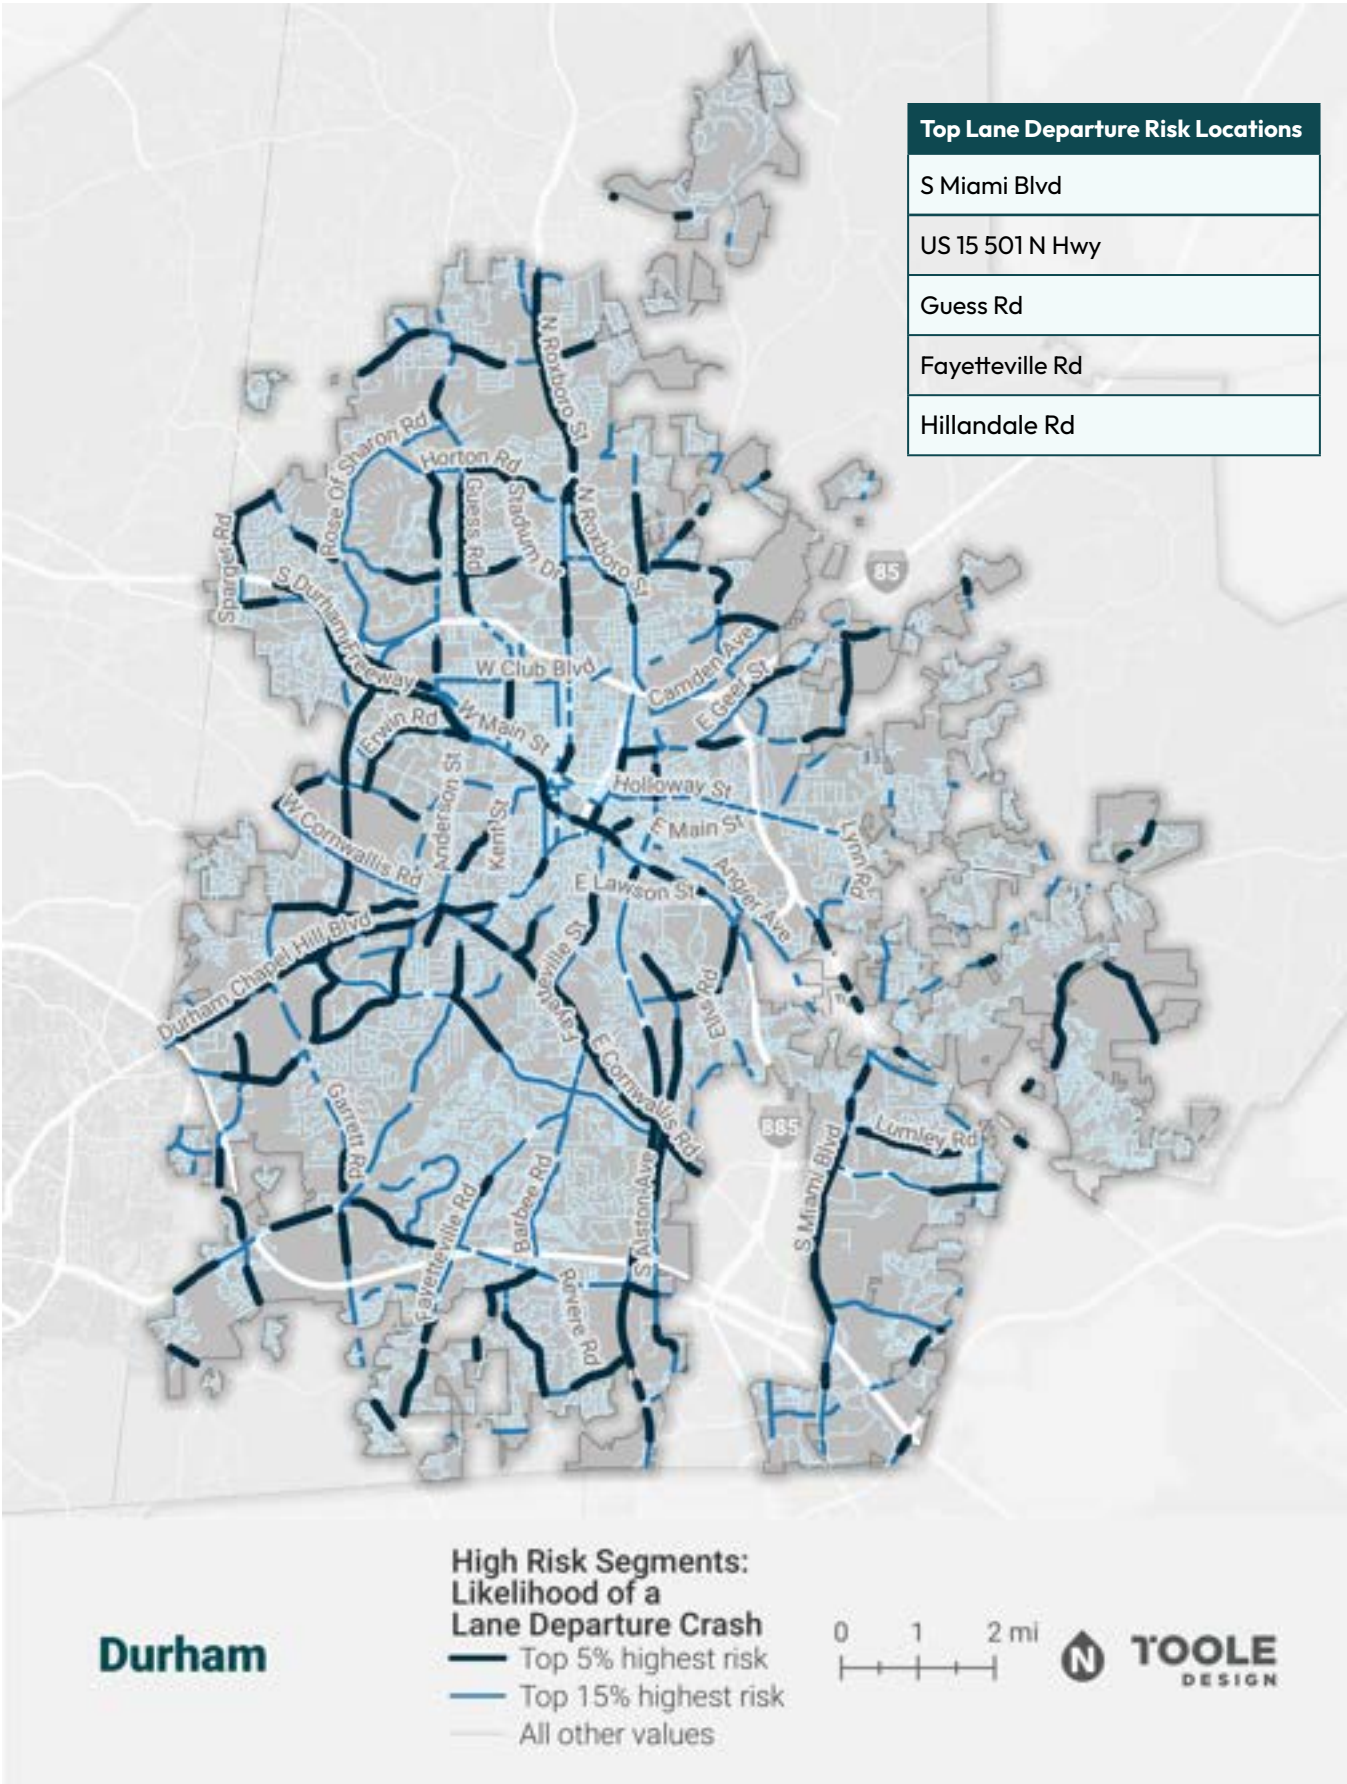 Top Lane Departure Risk Locations
S Miami Blvd
US 15 501 N Hwy
Guess Rd
Fayetteville Rd
Hillandale Rd
N Roxboro St
Rose Of Sharon Rd
Horton Rd
Guess Rd
Stadium Dr
N Roxboro St
Sparger Rd
S Durham Freeway
85
W Club Blvd
Camden Ave
E Geer St
Erwin Rd
W Main St
Anderson St
Kent St
Holloway St
E Main St
Lynn Rd
W Cornwallis Rd
E Lawson St
Angier Ave
Durham Chapel Hill Blvd
Fayetteville St
Ellis Rd
E Cornwallis Rd
Garrett Rd
885
Lumley Rd
S Miami Blvd
Fayetteville Rd
Barbee Rd
S Alston Ave
Revere Rd
Durham
High Risk Segments:
Likelihood of a
Lane Departure Crash
Top 5% highest risk
Top 15% highest risk
All other values
0 1 2 mi
N
TOOLE
DESIGN